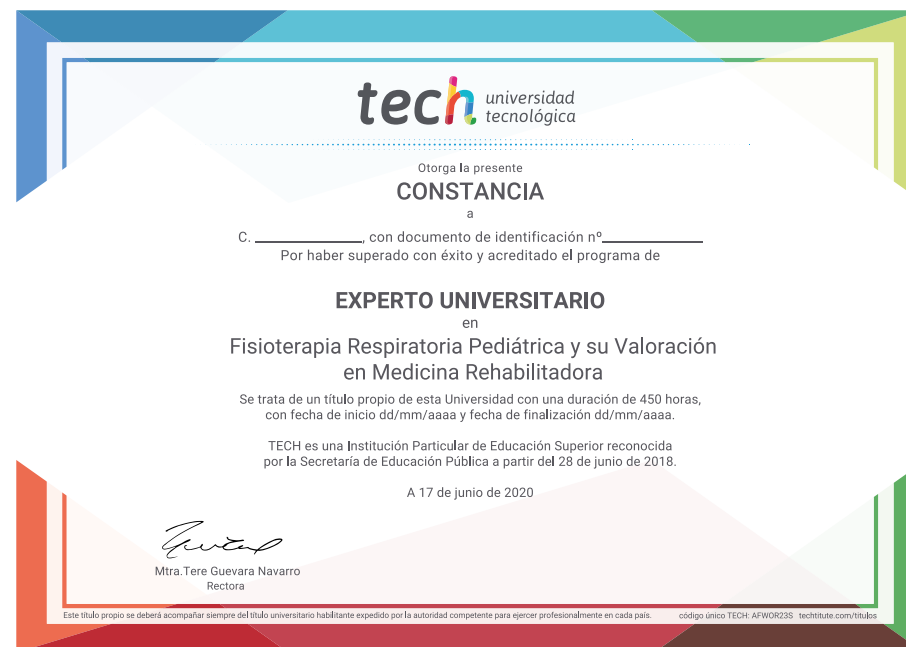 tech universidad
tecnológica
Otorga la presente
CONSTANCIA
a
C. ______________, con documento de identificación nº______________
Por haber superado con éxito y acreditado el programa de
EXPERTO UNIVERSITARIO
en
Fisioterapia Respiratoria Pediátrica y su Valoración
en Medicina Rehabilitadora
Se trata de un título propio de esta Universidad con una duración de 450 horas,
con fecha de inicio dd/mm/aaaa y fecha de finalización dd/mm/aaaa.
TECH es una Institución Particular de Educación Superior reconocida
por la Secretaría de Educación Pública a partir del 28 de junio de 2018.
A 17 de junio de 2020
Mtra.Tere Guevara Navarro
Rectora
Este título propio se deberá acompañar siempre del título universitario habilitante expedido por la autoridad competente para ejercer profesionalmente en cada país. código único TECH: AFWOR23S techtitute.com/titulos